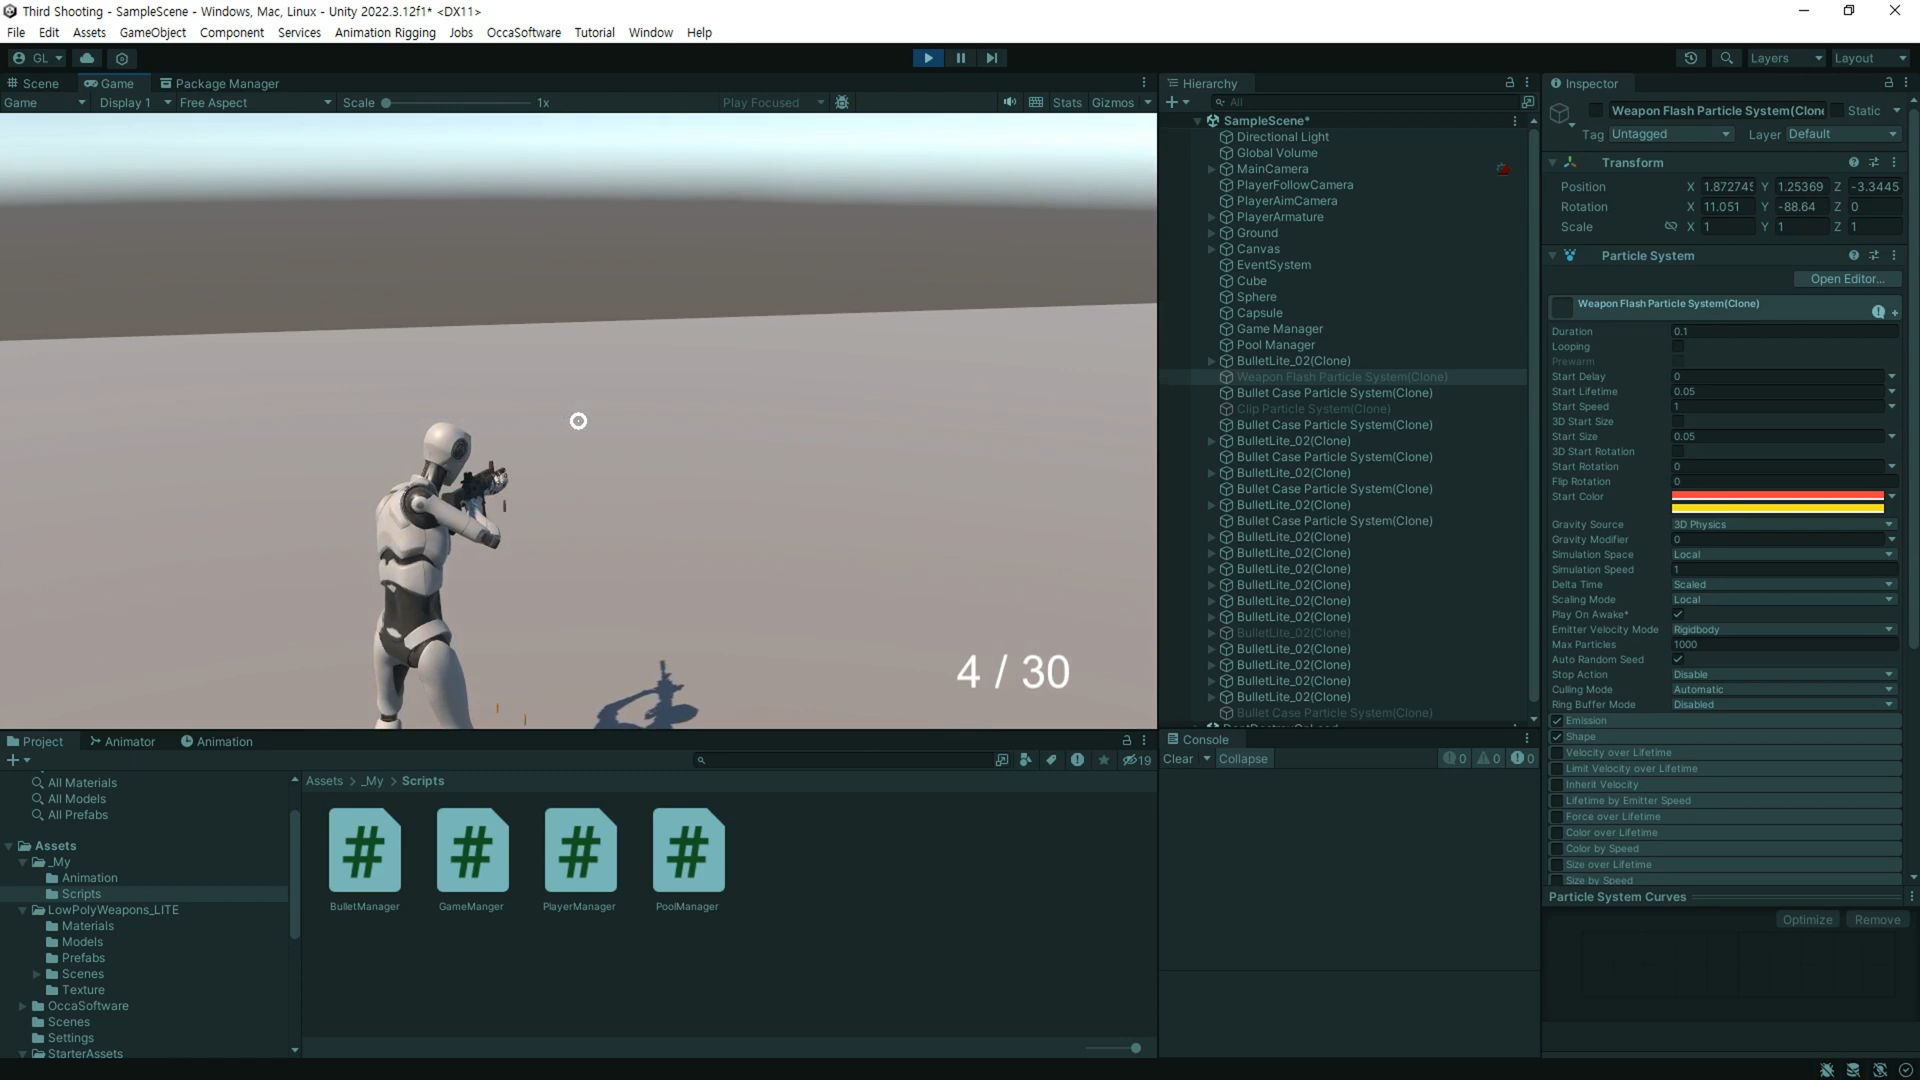 Third Shooting - SampleScene - Windows, Mac, Linux - Unity 2022.3.12f1* <DX11>
File Edit Assets GameObject Component Services Animation Rigging Jobs OccaSoftware Tutorial Window Help
GL Layers Layout
Scene Game Package Manager
Game Display 1 Free Aspect Scale 1x Play Focused Stats Gizmos
4 / 30
Hierarchy
All
SampleScene*
Directional Light
Global Volume
MainCamera
PlayerFollowCamera
PlayerAimCamera
PlayerArmature
Ground
Canvas
EventSystem
Cube
Sphere
Capsule
Game Manager
Pool Manager
BulletLite_02(Clone)
Weapon Flash Particle System(Clone)
Bullet Case Particle System(Clone)
Clip Particle System(Clone)
Bullet Case Particle System(Clone)
BulletLite_02(Clone)
Bullet Case Particle System(Clone)
BulletLite_02(Clone)
Bullet Case Particle System(Clone)
BulletLite_02(Clone)
Bullet Case Particle System(Clone)
BulletLite_02(Clone)
BulletLite_02(Clone)
BulletLite_02(Clone)
BulletLite_02(Clone)
BulletLite_02(Clone)
BulletLite_02(Clone)
BulletLite_02(Clone)
BulletLite_02(Clone)
BulletLite_02(Clone)
BulletLite_02(Clone)
BulletLite_02(Clone)
Bullet Case Particle System(Clone)
Inspector
Weapon Flash Particle System(Clone Static
Tag Untagged Layer Default
Transform
Position X 1.872745 Y 1.25369 Z -3.3445
Rotation X 11.051 Y -88.64 Z 0
Scale X 1 Y 1 Z 1
Particle System
Open Editor...
Weapon Flash Particle System(Clone)
Duration 0.1
Looping
Prewarm
Start Delay 0
Start Lifetime 0.05
Start Speed 1
3D Start Size
Start Size 0.05
3D Start Rotation
Start Rotation 0
Flip Rotation 0
Start Color
Gravity Source 3D Physics
Gravity Modifier 0
Simulation Space Local
Simulation Speed 1
Delta Time Scaled
Scaling Mode Local
Play On Awake*
Emitter Velocity Mode Rigidbody
Max Particles 1000
Auto Random Seed
Stop Action Disable
Culling Mode Automatic
Ring Buffer Mode Disabled
Emission
Shape
Velocity over Lifetime
Limit Velocity over Lifetime
Inherit Velocity
Lifetime by Emitter Speed
Force over Lifetime
Color over Lifetime
Color by Speed
Size over Lifetime
Size by Speed
Particle System Curves
Optimize Remove
Project Animator Animation
19
All Materials
All Models
All Prefabs
Assets
_My
Animation
Scripts
LowPolyWeapons_LITE
Materials
Models
Prefabs
Scenes
Texture
OccaSoftware
Scenes
Settings
StarterAssets
Assets > _My > Scripts
BulletManager GameManger PlayerManager PoolManager
Console
Clear Collapse 0 0 0